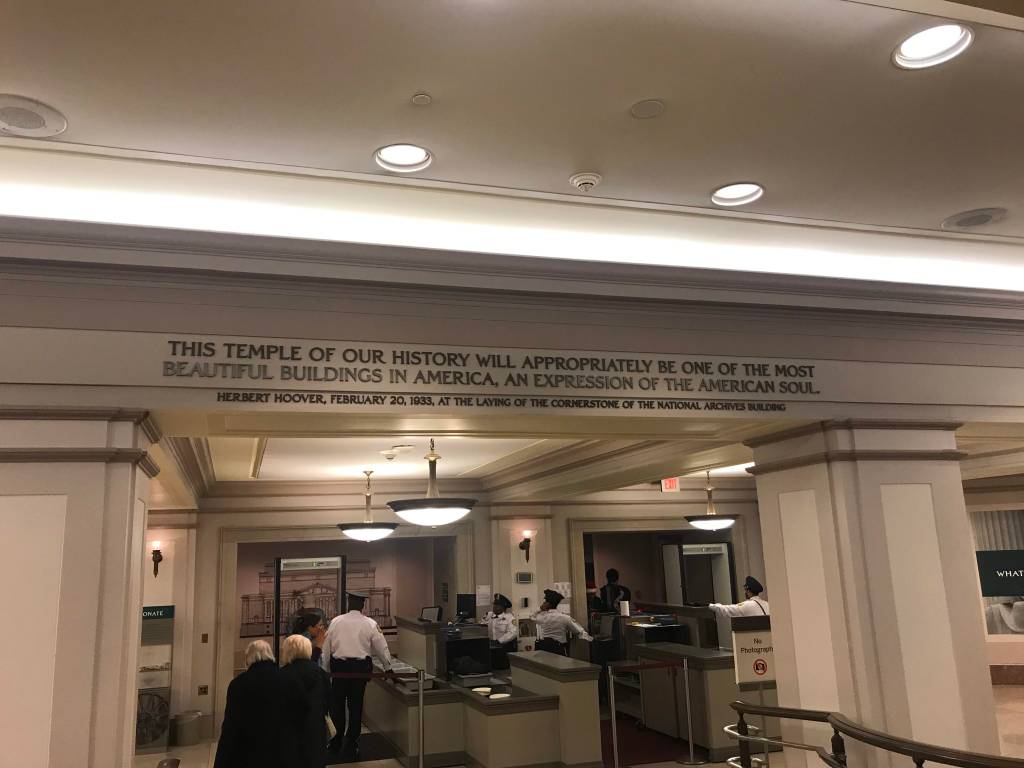 THIS TEMPLE OF OUR HISTORY WILL APPROPRIATELY BE ONE OF THE MOST
BEAUTIFUL BUILDINGS IN AMERICA, AN EXPRESSION OF THE AMERICAN SOUL.
HERBERT HOOVER, FEBRUARY 20, 1933, AT THE LAYING OF THE CORNERSTONE OF THE NATIONAL ARCHIVES BUILDING
EXIT
ONATE
WHAT
No
Photograph